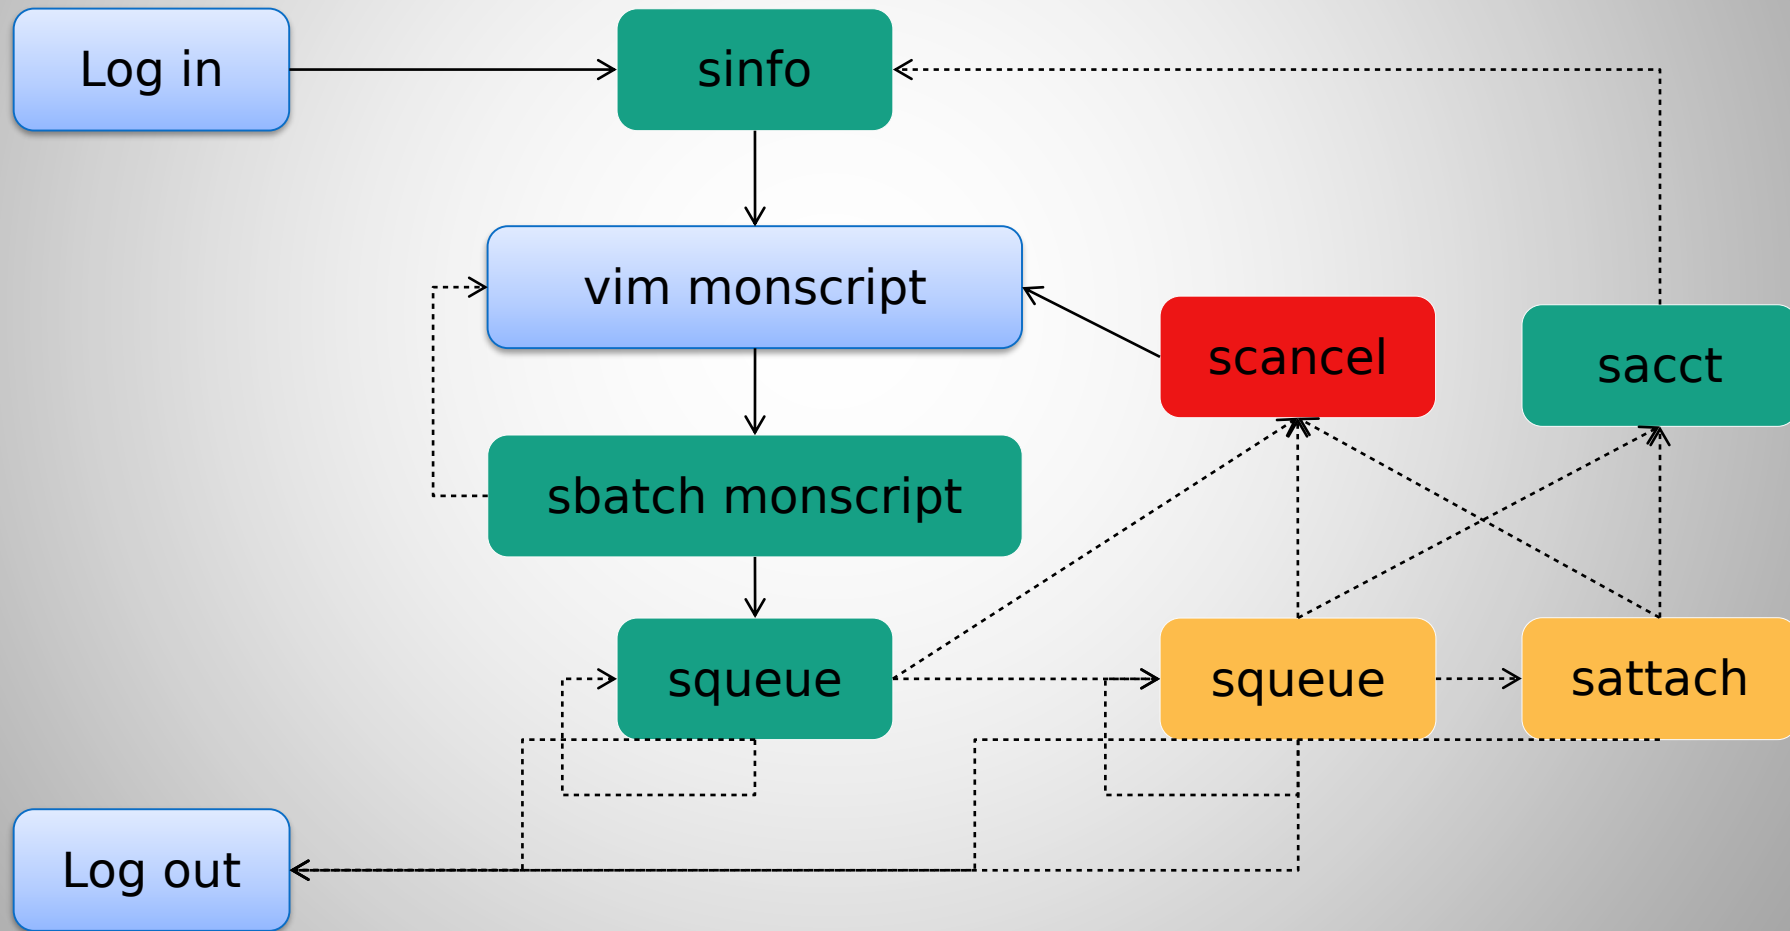 Log in
sinfo
vim monscript
scancel
sacct
sbatch monscript
squeue
squeue
sattach
Log out